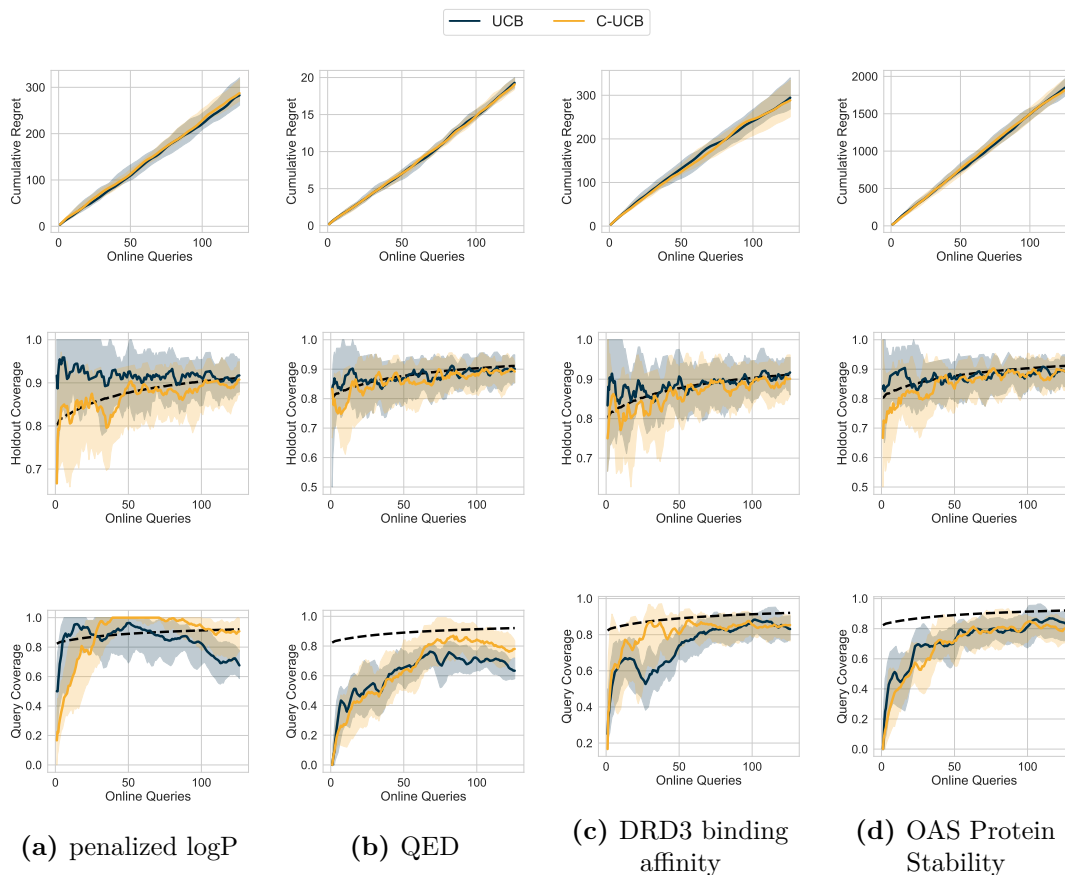 UCB C-UCB
Cumulative Regret
300
200
100
0
0 50 100
Online Queries
Cumulative Regret
20
15
10
5
0
0 50 100
Online Queries
Cumulative Regret
300
200
100
0
0 50 100
Online Queries
Cumulative Regret
2000
1500
1000
500
0
0 50 100
Online Queries
Holdout Coverage
1.0
0.9
0.8
0.7
0 50 100
Online Queries
Holdout Coverage
1.0
0.9
0.8
0.7
0.6
0.5
0 50 100
Online Queries
Holdout Coverage
1.0
0.9
0.8
0.7
0.6
0 50 100
Online Queries
Holdout Coverage
1.0
0.9
0.8
0.7
0.6
0.5
0 50 100
Online Queries
Query Coverage
1.0
0.8
0.6
0.4
0.2
0.0
0 50 100
Online Queries
Query Coverage
1.0
0.8
0.6
0.4
0.2
0.0
0 50 100
Online Queries
Query Coverage
1.0
0.8
0.6
0.4
0.2
0 50 100
Online Queries
Query Coverage
1.0
0.8
0.6
0.4
0.2
0.0
0 50 100
Online Queries
(a) penalized logP
(b) QED
(c) DRD3 binding
affinity
(d) OAS Protein
Stability